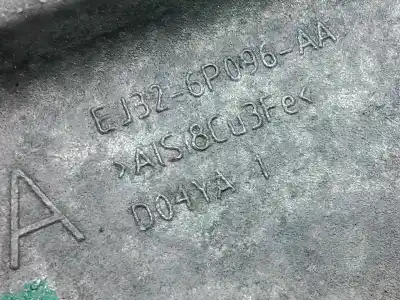 EJ32-6P096-AA
>AlSi8Cu3Fe<
D04YA 1
A